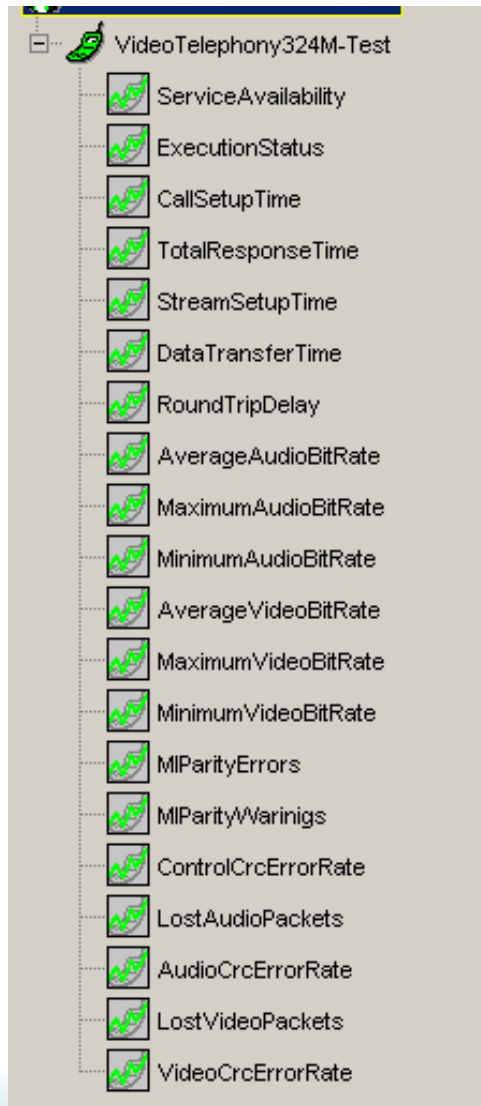 VideoTelephony324M-Test
ServiceAvailability
ExecutionStatus
CallSetupTime
TotalResponseTime
StreamSetupTime
DataTransferTime
RoundTripDelay
AverageAudioBitRate
MaximumAudioBitRate
MinimumAudioBitRate
AverageVideoBitRate
MaximumVideoBitRate
MinimumVideoBitRate
MlParityErrors
MlParityWarinigs
ControlCrcErrorRate
LostAudioPackets
AudioCrcErrorRate
LostVideoPackets
VideoCrcErrorRate